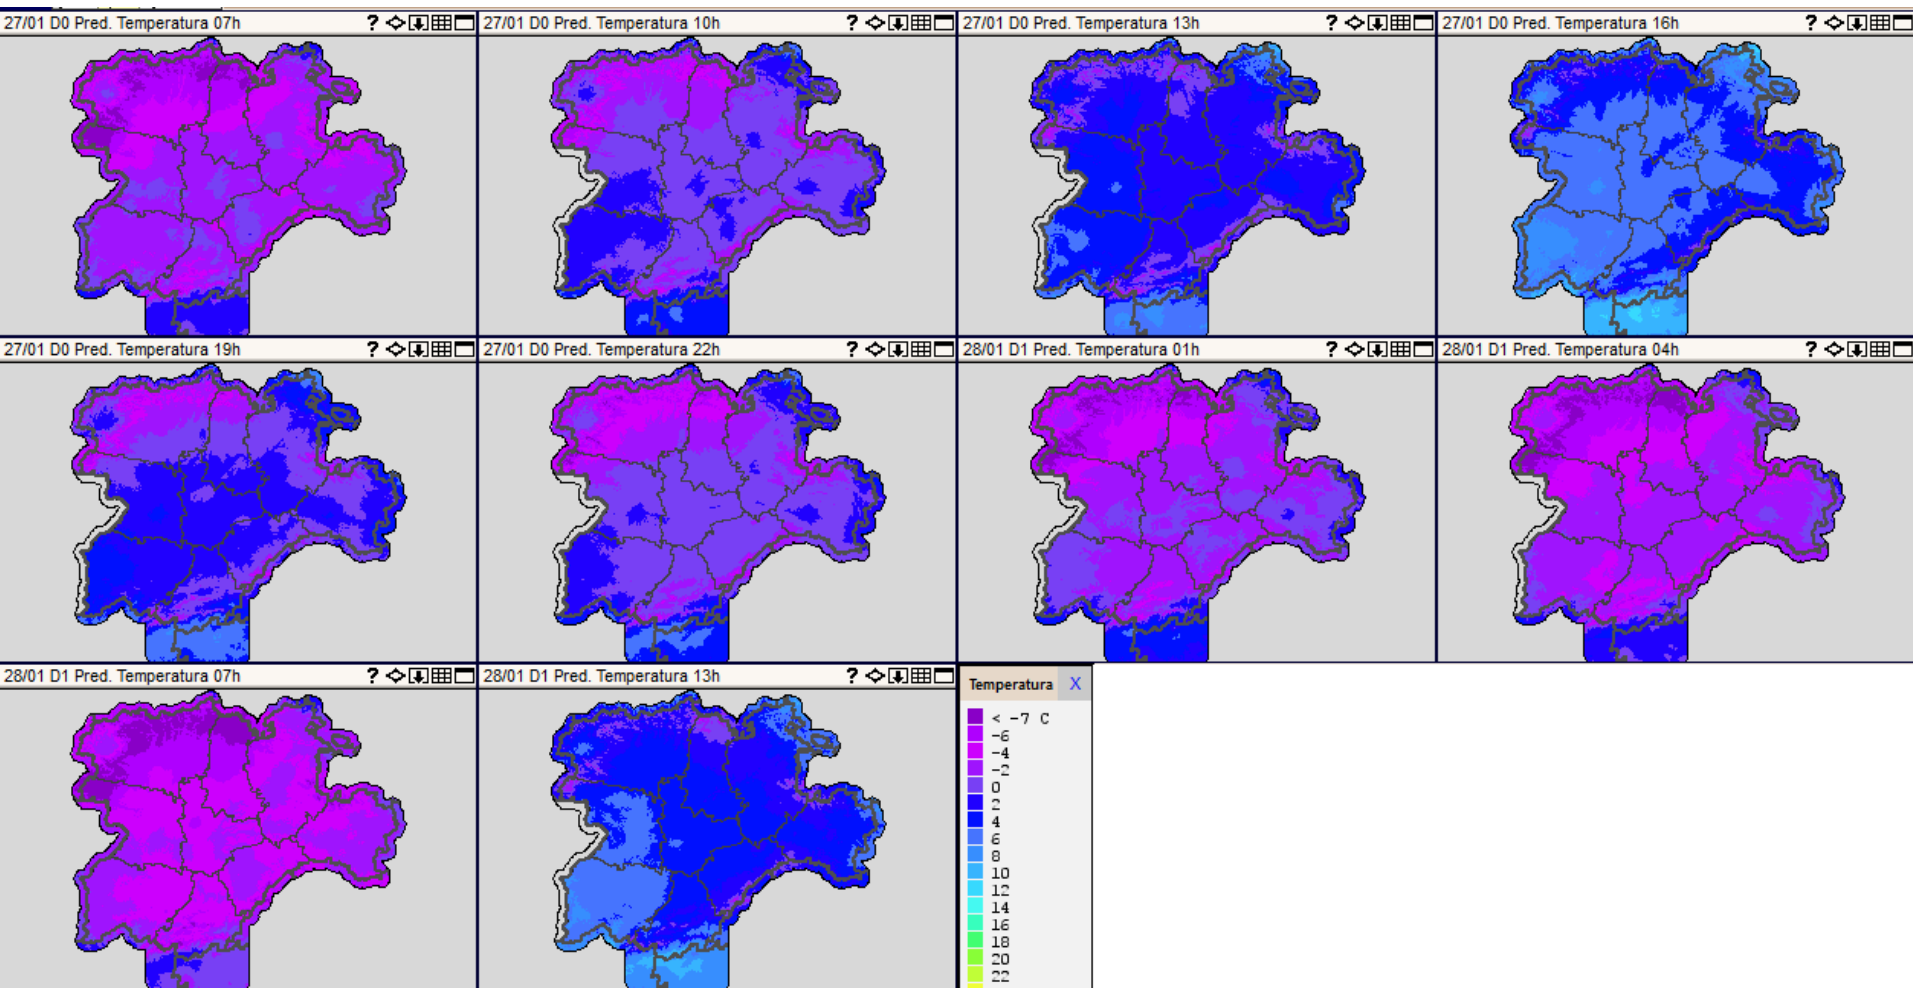 27/01 D0 Pred. Temperatura 07h ?
27/01 D0 Pred. Temperatura 10h ?
27/01 D0 Pred. Temperatura 13h ?
27/01 D0 Pred. Temperatura 16h ?
27/01 D0 Pred. Temperatura 19h ?
27/01 D0 Pred. Temperatura 22h ?
28/01 D1 Pred. Temperatura 01h ?
28/01 D1 Pred. Temperatura 04h ?
28/01 D1 Pred. Temperatura 07h ?
28/01 D1 Pred. Temperatura 13h ?
Temperatura X
< -7 C
-6
-4
-2
0
2
4
6
8
10
12
14
16
18
20
22